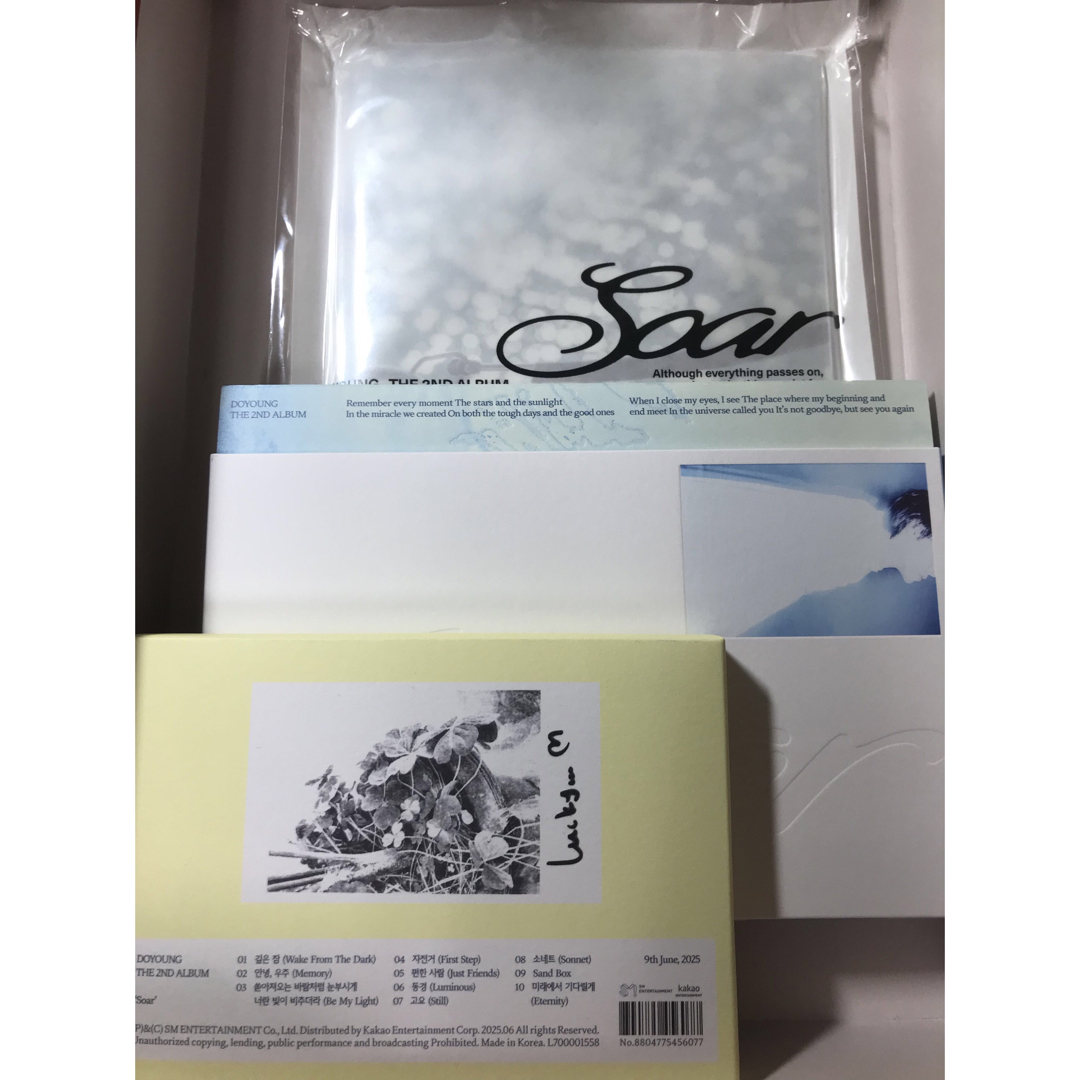 Soar
Although everything passes on,
THE 2ND ALBUM
DOYOUNG
THE 2ND ALBUM
Remember every moment The stars and the sunlight
In the miracle we created On both the tough days and the good ones
When I close my eyes, I see The place where my beginning and
end meet In the universe called you It's not goodbye, but see you again
Lucky
DOYOUNG
THE 2ND ALBUM
'Soar'
01 깊은 잠 (Wake From The Dark)
02 안녕, 우주 (Memory)
03 쏟아져오는 바람처럼 눈부시게
너란 빛이 비추더라 (Be My Light)
04 자전거 (First Step)
05 편한 사람 (Just Friends)
06 동경 (Luminous)
07 고요 (Still)
08 소네트 (Sonnet)
09 Sand Box
10 미래에서 기다릴게
(Eternity)
9th June, 2025
SM ENTERTAINMENT
kakao ENTERTAINMENT
P)&(C) SM ENTERTAINMENT Co., Ltd. Distributed by Kakao Entertainment Corp. 2025.06 All rights Reserved.
Unauthorized copying, lending, public performance and broadcasting Prohibited. Made in Korea. L700001558
No.8804775456077